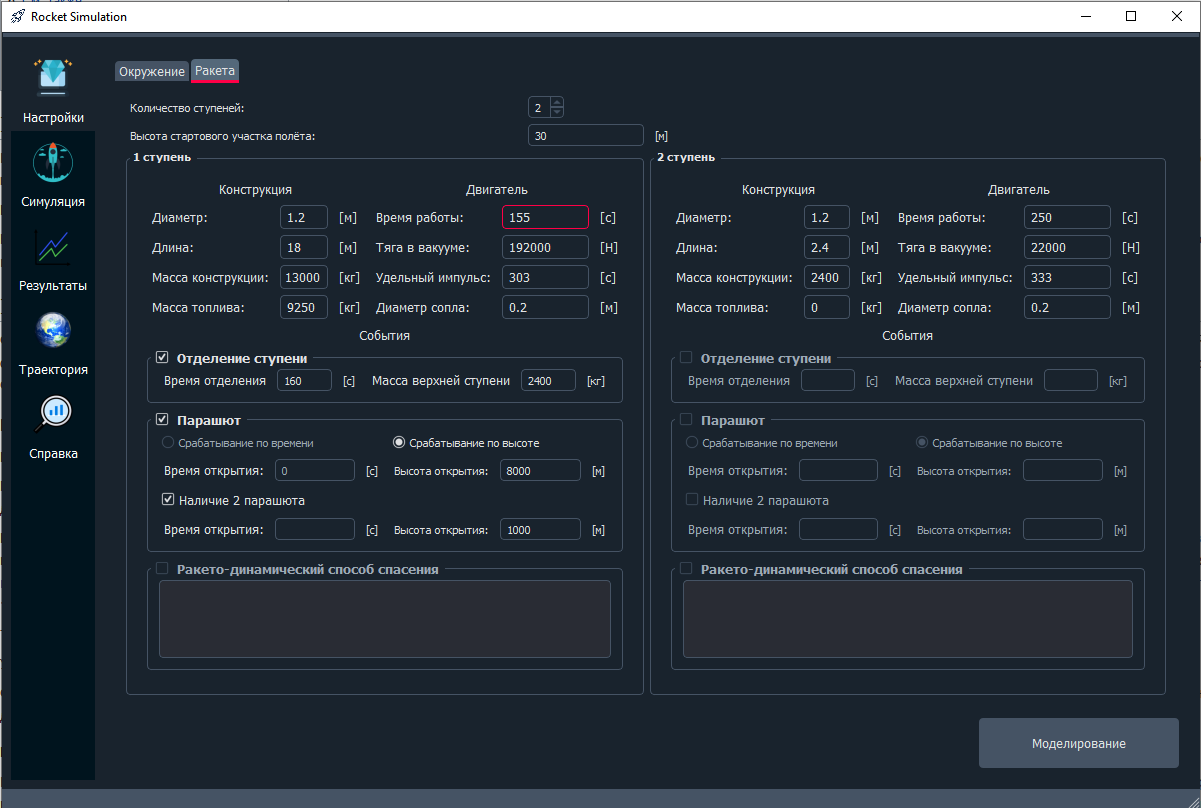 Rocket Simulation
Настройки
Симуляция
Результаты
Траектория
Справка
Окружение Ракета
Количество ступеней: 2
Высота стартового участка полёта: 30 [м]
1 ступень
Конструкция Двигатель
Диаметр: 1.2 [м] Время работы: 155 [с]
Длина: 18 [м] Тяга в вакууме: 192000 [Н]
Масса конструкции: 13000 [кг] Удельный импульс: 303 [с]
Масса топлива: 9250 [кг] Диаметр сопла: 0.2 [м]
События
Отделение ступени
Время отделения 160 [с] Масса верхней ступени 2400 [кг]
Парашют
Срабатывание по времени Срабатывание по высоте
Время открытия: 0 [с] Высота открытия: 8000 [м]
Наличие 2 парашюта
Время открытия: [с] Высота открытия: 1000 [м]
Ракето-динамический способ спасения
2 ступень
Конструкция Двигатель
Диаметр: 1.2 [м] Время работы: 250 [с]
Длина: 2.4 [м] Тяга в вакууме: 22000 [Н]
Масса конструкции: 2400 [кг] Удельный импульс: 333 [с]
Масса топлива: 0 [кг] Диаметр сопла: 0.2 [м]
События
Отделение ступени
Время отделения [с] Масса верхней ступени [кг]
Парашют
Срабатывание по времени Срабатывание по высоте
Время открытия: [с] Высота открытия: [м]
Наличие 2 парашюта
Время открытия: [с] Высота открытия: [м]
Ракето-динамический способ спасения
Моделирование